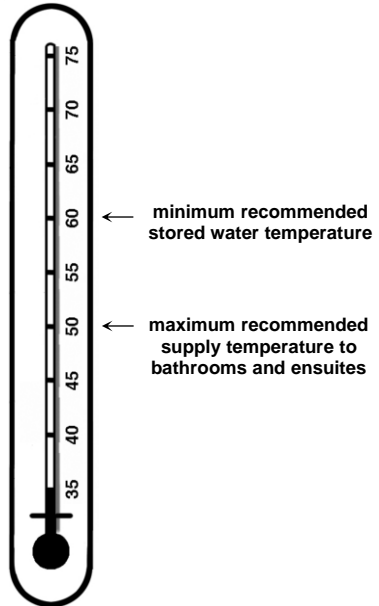 75
70
65
60
minimum recommended
stored water temperature
55
50
maximum recommended
supply temperature to
bathrooms and ensuites
45
40
35